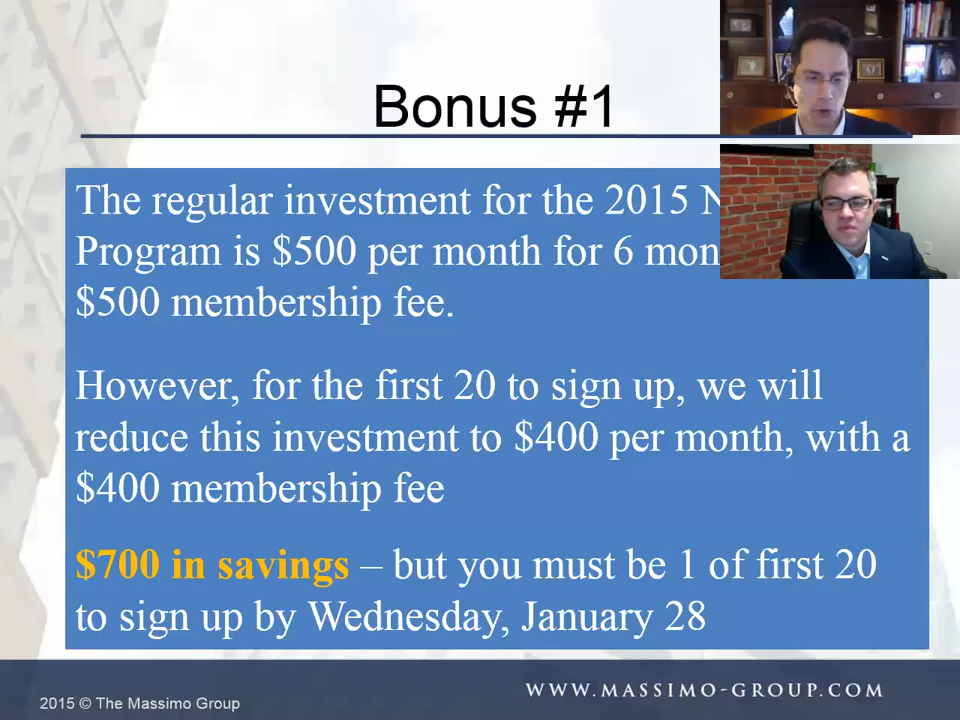 Bonus #1
The regular investment for the 2015
Program is $500 per month for 6
$500 membership fee.
However, for the first 20 to sign up, we will
reduce this investment to $400 per month, with a
$400 membership fee
$700 in savings – but you must be 1 of first 20
to sign up by Wednesday, January 28
2015 © The Massimo Group
WWW.MASSIMO-GROUP.COM